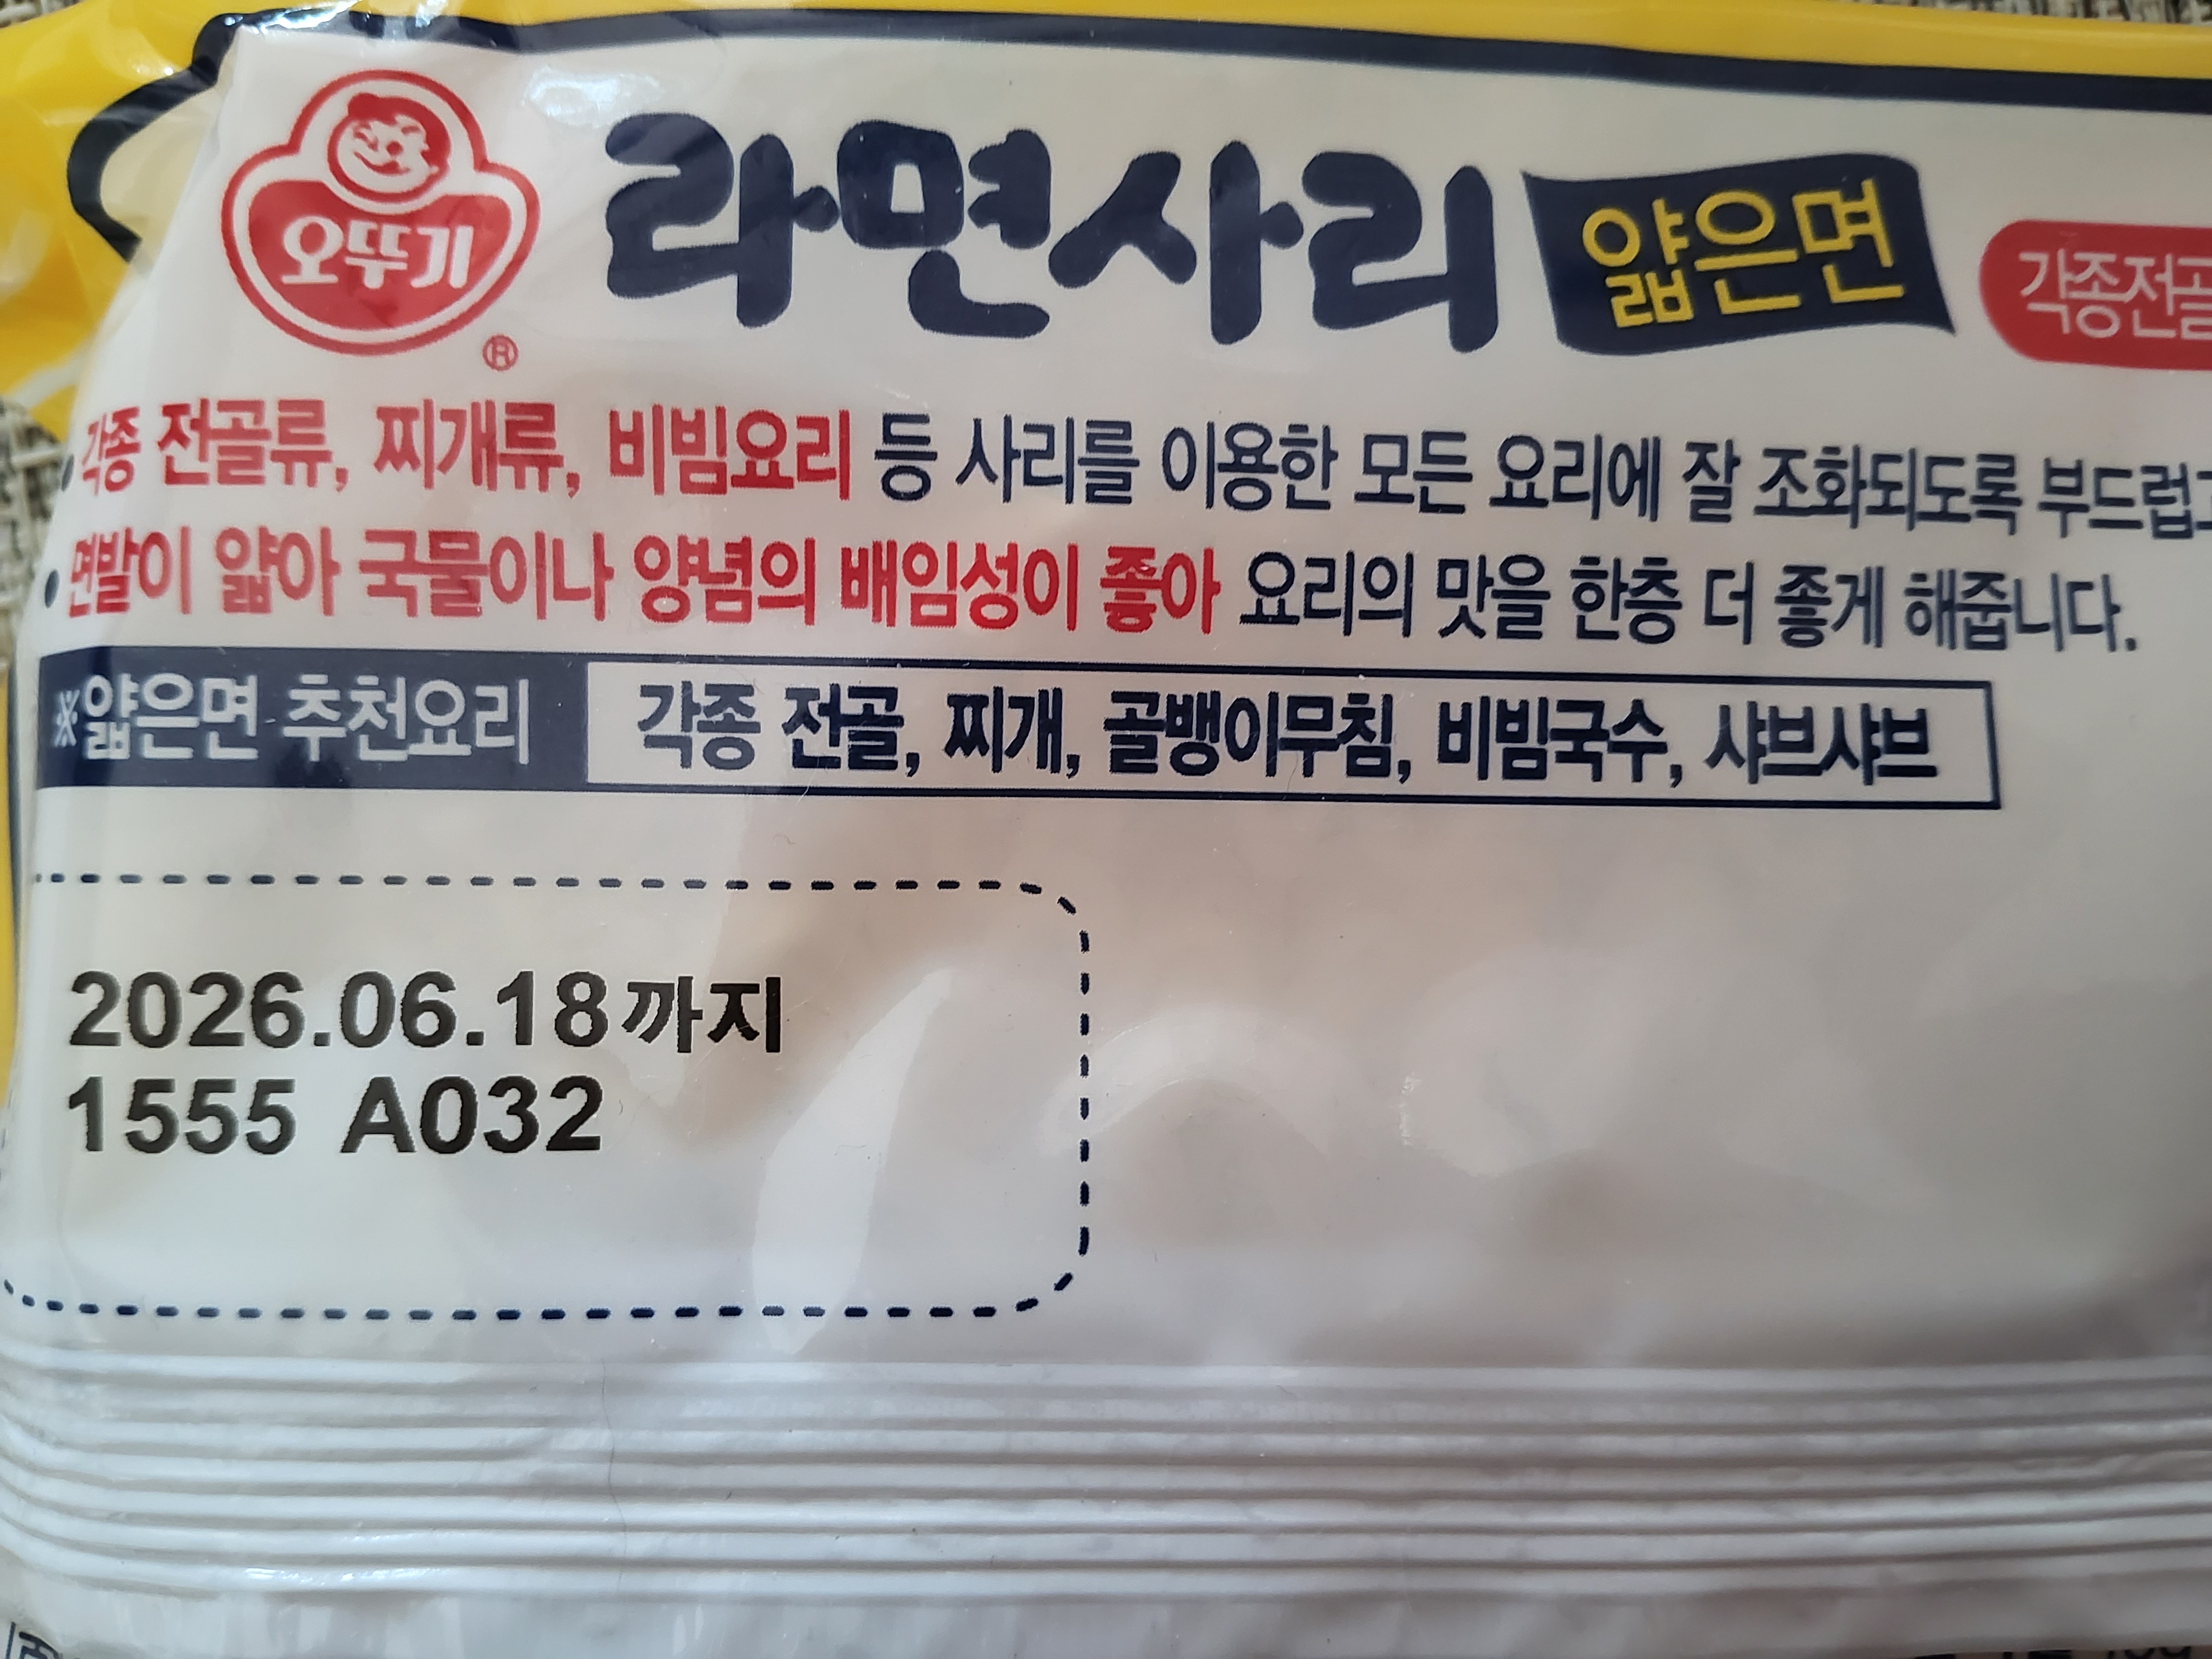 오뚜기
®
라면사리 얇은면
각종전골
• 각종 전골류, 찌개류, 비빔요리 등 사리를 이용한 모든 요리에 잘 조화되도록 부드럽고
• 면발이 얇아 국물이나 양념의 배임성이 좋아 요리의 맛을 한층 더 좋게 해줍니다.
※얇은면 추천요리 각종 전골, 찌개, 골뱅이무침, 비빔국수, 샤브샤브
2026.06.18까지
1555 A032